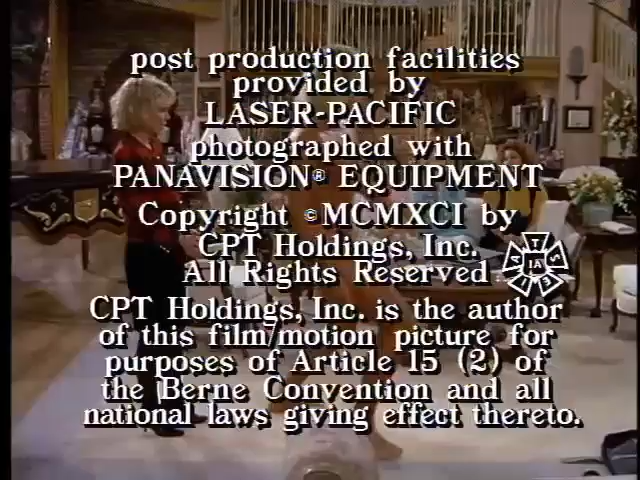 post production facilities
provided by
LASER-PACIFIC
photographed with
PANAVISION® EQUIPMENT
Copyright ©MCMXCI by
CPT Holdings, Inc.
All Rights Reserved
IATSE
IA
CPT Holdings, Inc. is the author
of this film/motion picture for
purposes of Article 15 (2) of
the Berne Convention and all
national laws giving effect thereto.